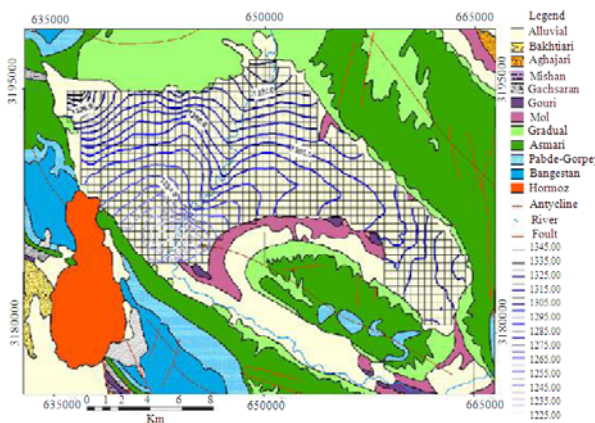 635000
650000
665000
3195000
3195000
3180000
3180000
635000
650000
665000
0 1 2 4 6 8
Km
Legend
Alluvial
Bakhtiari
Aghajari
Mishan
Gachsaran
Gouri
Mol
Gradual
Asmari
Pabde-Gorpey
Bangestan
Hormoz
Antycline
River
Foult
1345.00
1335.00
1325.00
1315.00
1305.00
1295.00
1285.00
1275.00
1265.00
1255.00
1245.00
1235.00
1225.00